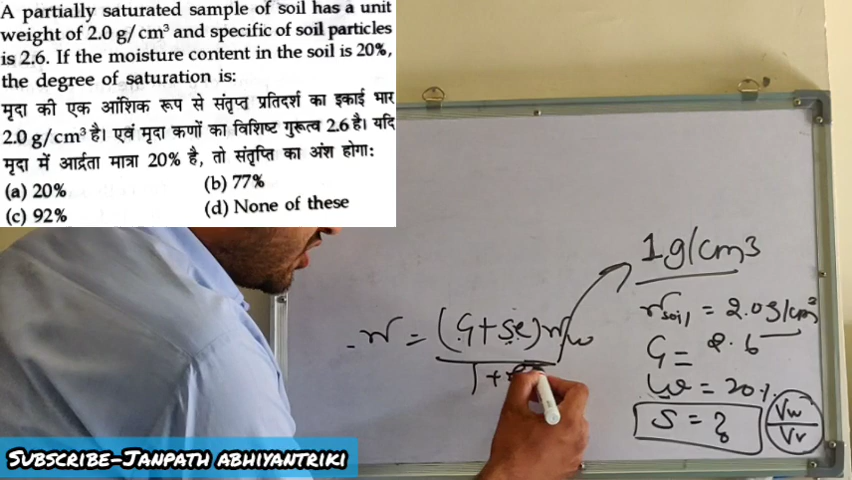 A partially saturated sample of soil has a unit
weight of 2.0 g/cm³ and specific of soil particles
is 2.6. If the moisture content in the soil is 20%,
the degree of saturation is:
मृदा की एक आंशिक रूप से संतृप्त प्रतिदर्श का इकाई भार
2.0 g/cm³ है। एवं मृदा कणों का विशिष्ट गुरूत्व 2.6 है। यदि
मृदा में आर्द्रता मात्रा 20% है, तो संतृप्ति का अंश होगा:
(a) 20% (b) 77%
(c) 92% (d) None of these
1 g/cm3
γsoil = 2.0 g/cm³
G = 2.6
w = 20%
S = ?
Vw
Vv
γ = (G+Se)γw
1+
SUBSCRIBE-JANPATH ABHIYANTRIKI